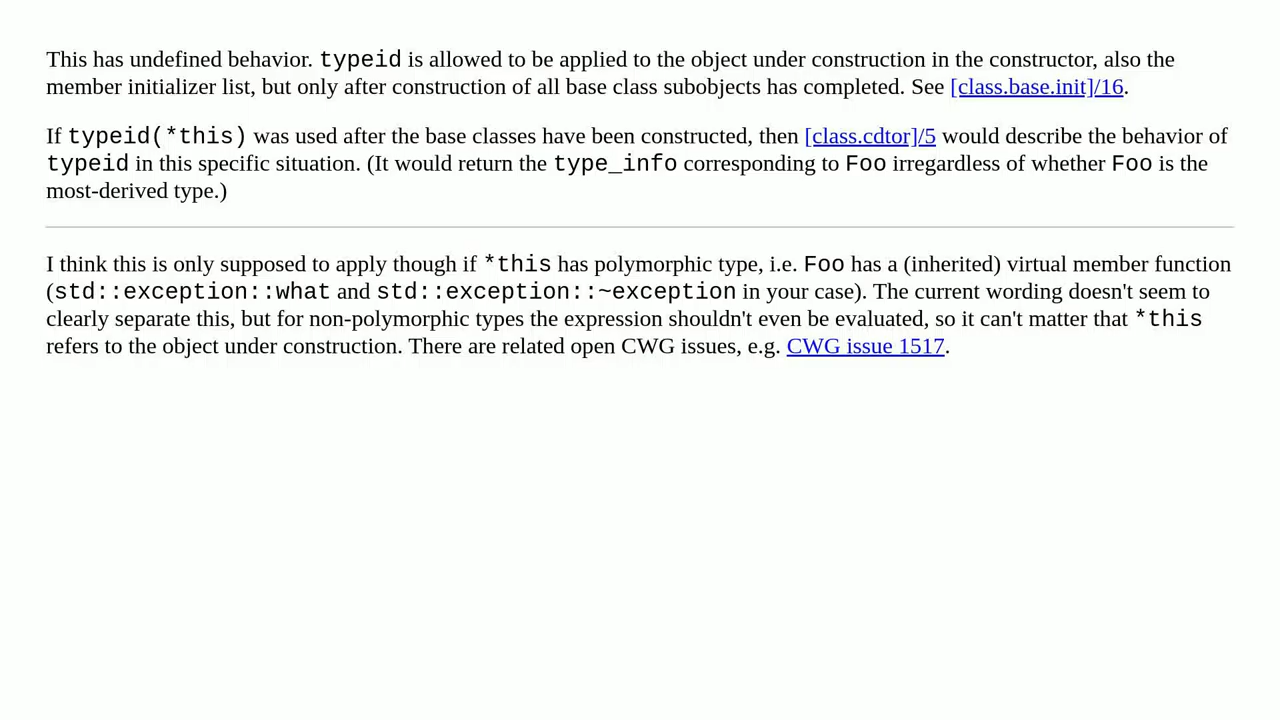 This has undefined behavior. typeid is allowed to be applied to the object under construction in the constructor, also the
member initializer list, but only after construction of all base class subobjects has completed. See [class.base.init]/16.
If typeid(*this) was used after the base classes have been constructed, then [class.cdtor]/5 would describe the behavior of
typeid in this specific situation. (It would return the type_info corresponding to Foo irregardless of whether Foo is the
most-derived type.)
I think this is only supposed to apply though if *this has polymorphic type, i.e. Foo has a (inherited) virtual member function
(std::exception::what and std::exception::~exception in your case). The current wording doesn't seem to
clearly separate this, but for non-polymorphic types the expression shouldn't even be evaluated, so it can't matter that *this
refers to the object under construction. There are related open CWG issues, e.g. CWG issue 1517.